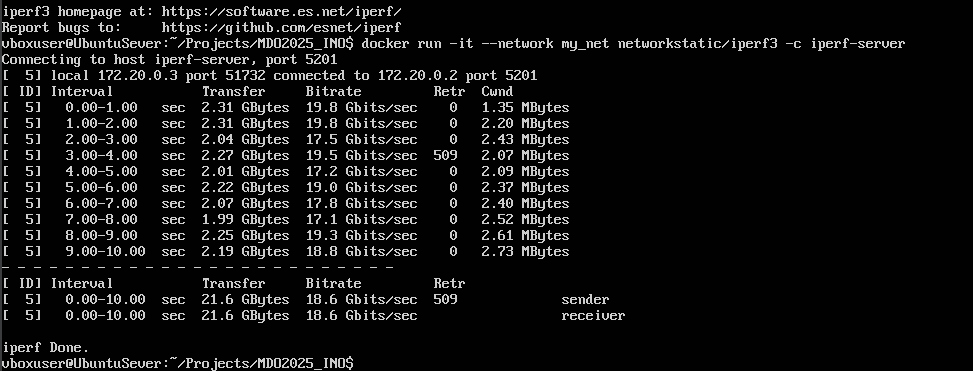 iperf3 homepage at: https://software.es.net/iperf/
Report bugs to:     https://github.com/esnet/iperf
vboxuser@UbuntuSever:~/Projects/MDO2025_INO$ docker run -it --network my_net networkstatic/iperf3 -c iperf-server
Connecting to host iperf-server, port 5201
[  5] local 172.20.0.3 port 51732 connected to 172.20.0.2 port 5201
[ ID] Interval           Transfer     Bitrate         Retr  Cwnd
[  5]   0.00-1.00   sec  2.31 GBytes  19.8 Gbits/sec    0   1.35 MBytes
[  5]   1.00-2.00   sec  2.31 GBytes  19.8 Gbits/sec    0   2.20 MBytes
[  5]   2.00-3.00   sec  2.04 GBytes  17.5 Gbits/sec    0   2.43 MBytes
[  5]   3.00-4.00   sec  2.27 GBytes  19.5 Gbits/sec  509   2.07 MBytes
[  5]   4.00-5.00   sec  2.01 GBytes  17.2 Gbits/sec    0   2.09 MBytes
[  5]   5.00-6.00   sec  2.22 GBytes  19.0 Gbits/sec    0   2.37 MBytes
[  5]   6.00-7.00   sec  2.07 GBytes  17.8 Gbits/sec    0   2.40 MBytes
[  5]   7.00-8.00   sec  1.99 GBytes  17.1 Gbits/sec    0   2.52 MBytes
[  5]   8.00-9.00   sec  2.25 GBytes  19.3 Gbits/sec    0   2.61 MBytes
[  5]   9.00-10.00  sec  2.19 GBytes  18.8 Gbits/sec    0   2.73 MBytes
- - - - - - - - - - - - - - - - - - - - - - - - -
[ ID] Interval           Transfer     Bitrate         Retr
[  5]   0.00-10.00  sec  21.6 GBytes  18.6 Gbits/sec  509             sender
[  5]   0.00-10.00  sec  21.6 GBytes  18.6 Gbits/sec                  receiver
iperf Done.
vboxuser@UbuntuSever:~/Projects/MDO2025_INO$